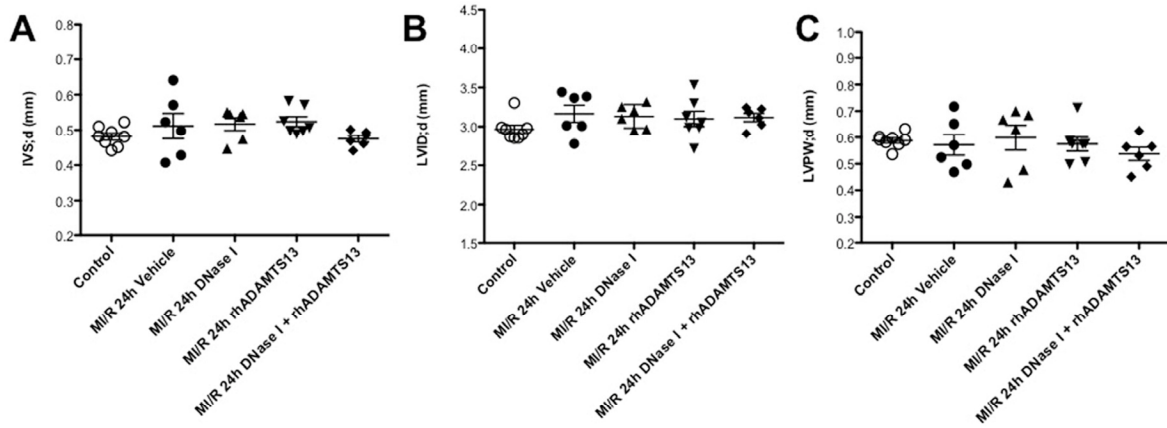 A
IVS;d (mm)
0.8
0.7
0.6
0.5
0.4
0.3
0.2
Control
MI/R 24h Vehicle
MI/R 24h DNase I
MI/R 24h rhADAMTS13
MI/R 24h DNase I + rhADAMTS13
B
LVID;d (mm)
4.5
4.0
3.5
3.0
2.5
2.0
1.5
Control
MI/R 24h Vehicle
MI/R 24h DNase I
MI/R 24h rhADAMTS13
MI/R 24h DNase I + rhADAMTS13
C
LVPW;d (mm)
1.0
0.9
0.8
0.7
0.6
0.5
0.4
0.3
0.2
Control
MI/R 24h Vehicle
MI/R 24h DNase I
MI/R 24h rhADAMTS13
MI/R 24h DNase I + rhADAMTS13